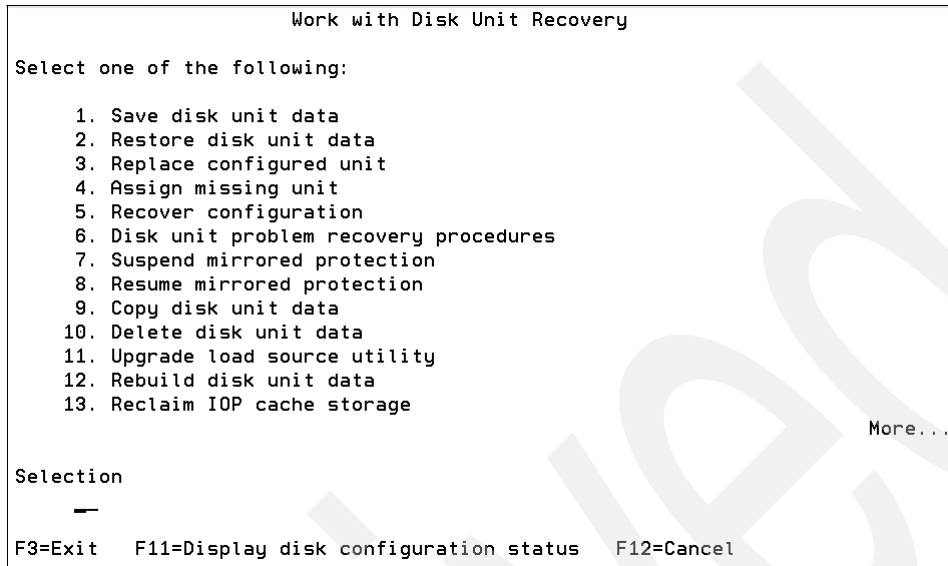 Work with Disk Unit Recovery
Select one of the following:
1. Save disk unit data
2. Restore disk unit data
3. Replace configured unit
4. Assign missing unit
5. Recover configuration
6. Disk unit problem recovery procedures
7. Suspend mirrored protection
8. Resume mirrored protection
9. Copy disk unit data
10. Delete disk unit data
11. Upgrade load source utility
12. Rebuild disk unit data
13. Reclaim IOP cache storage
More...
Selection
F3=Exit F11=Display disk configuration status F12=Cancel